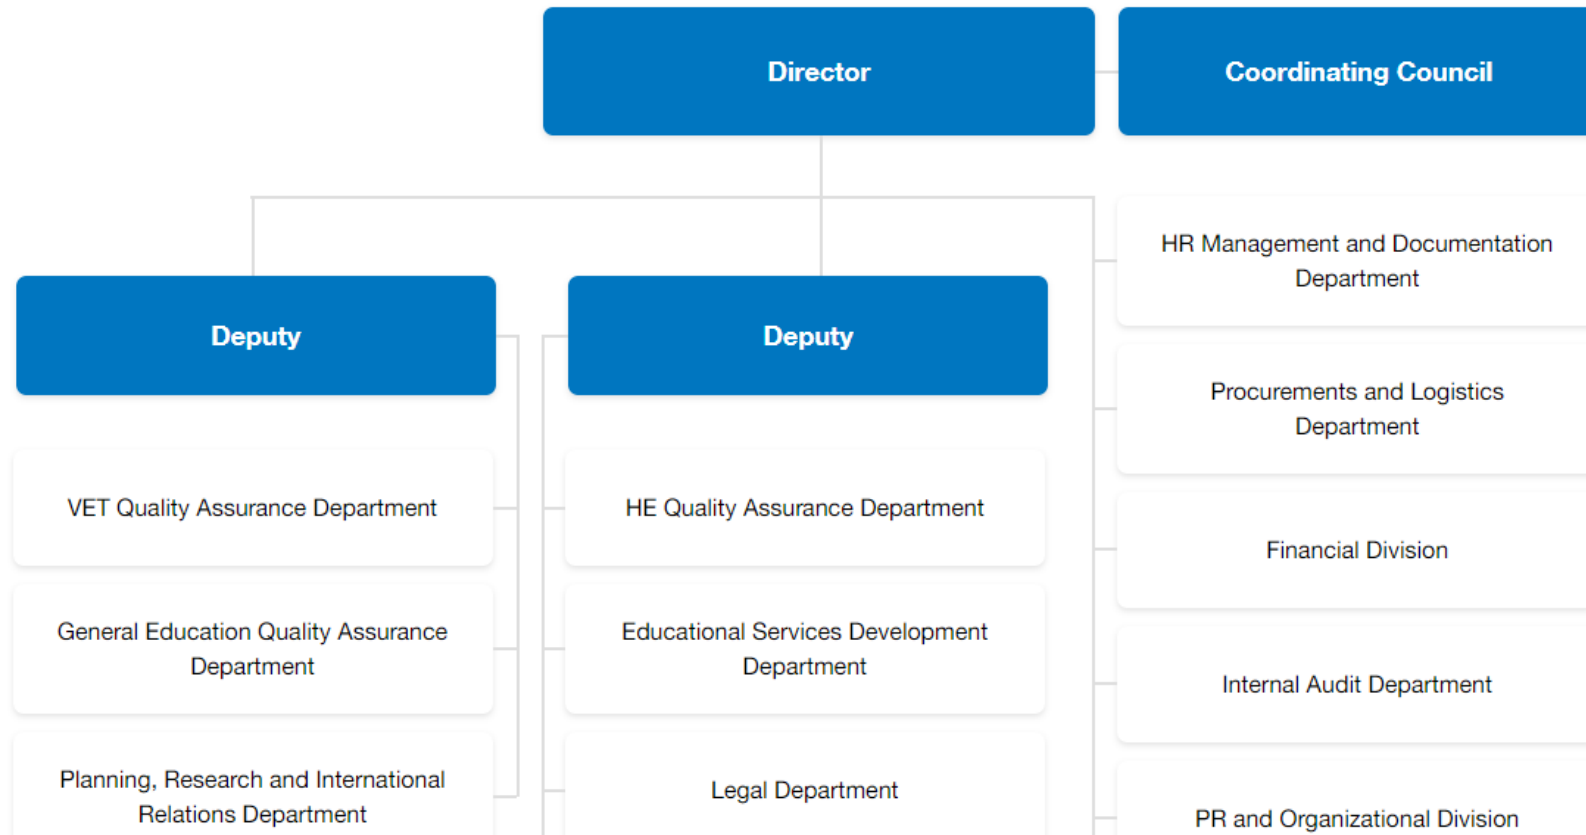 Director
Coordinating Council
HR Management and Documentation
Department
Deputy
Deputy
Procurements and Logistics
Department
VET Quality Assurance Department
HE Quality Assurance Department
Financial Division
General Education Quality Assurance
Department
Educational Services Development
Department
Internal Audit Department
Planning, Research and International
Relations Department
Legal Department
PR and Organizational Division